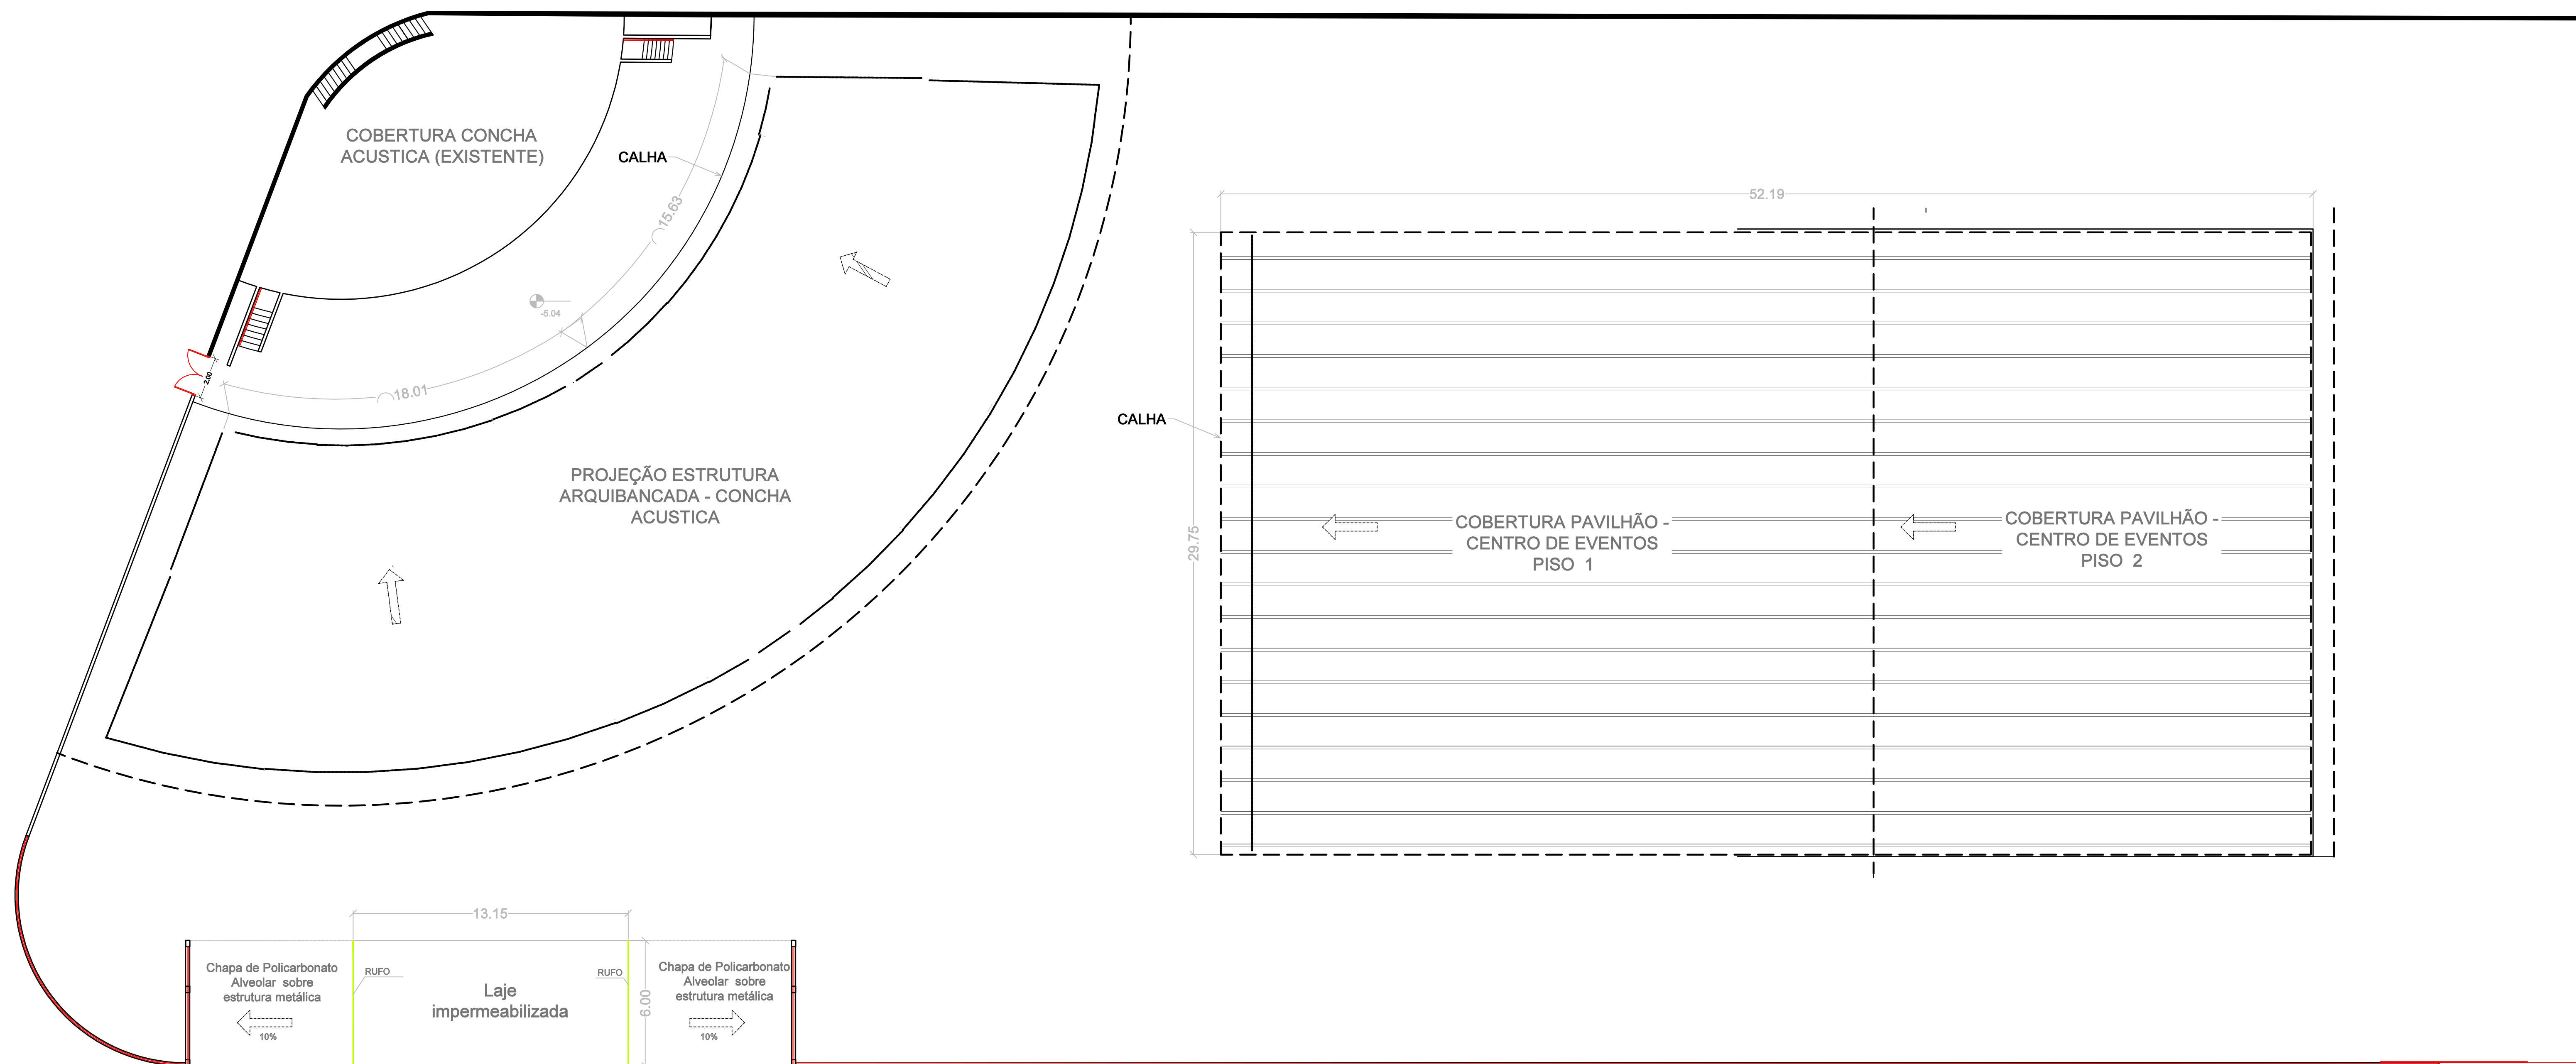 COBERTURA CONCHA
ACUSTICA (EXISTENTE)
CALHA
15.63
-5.04
2.00
18.01
PROJEÇÃO ESTRUTURA
ARQUIBANCADA - CONCHA
ACUSTICA
52.19
CALHA
29.75
COBERTURA PAVILHÃO -
CENTRO DE EVENTOS
PISO 1
COBERTURA PAVILHÃO -
CENTRO DE EVENTOS
PISO 2
13.15
Chapa de Policarbonato
Alveolar sobre
estrutura metálica
10%
RUFO
Laje
impermeabilizada
RUFO
6.00
Chapa de Policarbonato
Alveolar sobre
estrutura metálica
10%